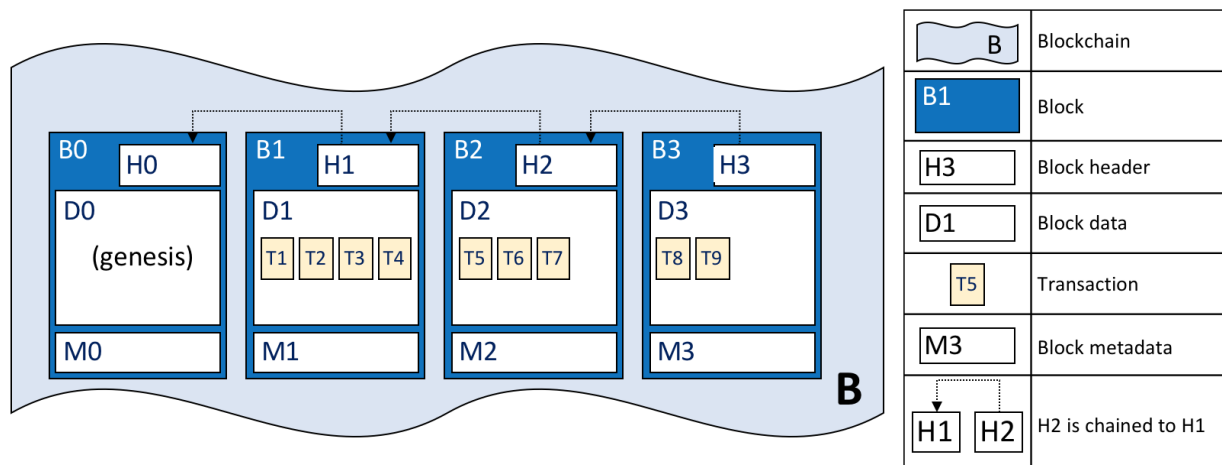 B0
H0
D0
(genesis)
M0
B1
H1
D1
T1 T2 T3 T4
M1
B2
H2
D2
T5 T6 T7
M2
B3
H3
D3
T8 T9
M3
B
B
Blockchain
B1
Block
H3
Block header
D1
Block data
T5
Transaction
M3
Block metadata
H1 H2
H2 is chained to H1